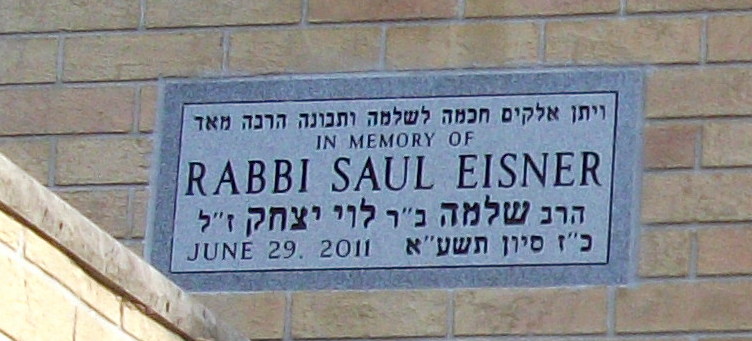 ויתן אלקים חכמה לשלמה ותבונה הרבה מאד
IN MEMORY OF
RABBI SAUL EISNER
הרב שלמה ב״ר לוי יצחק ז״ל
JUNE 29, 2011 כ״ז סיון תשע״א